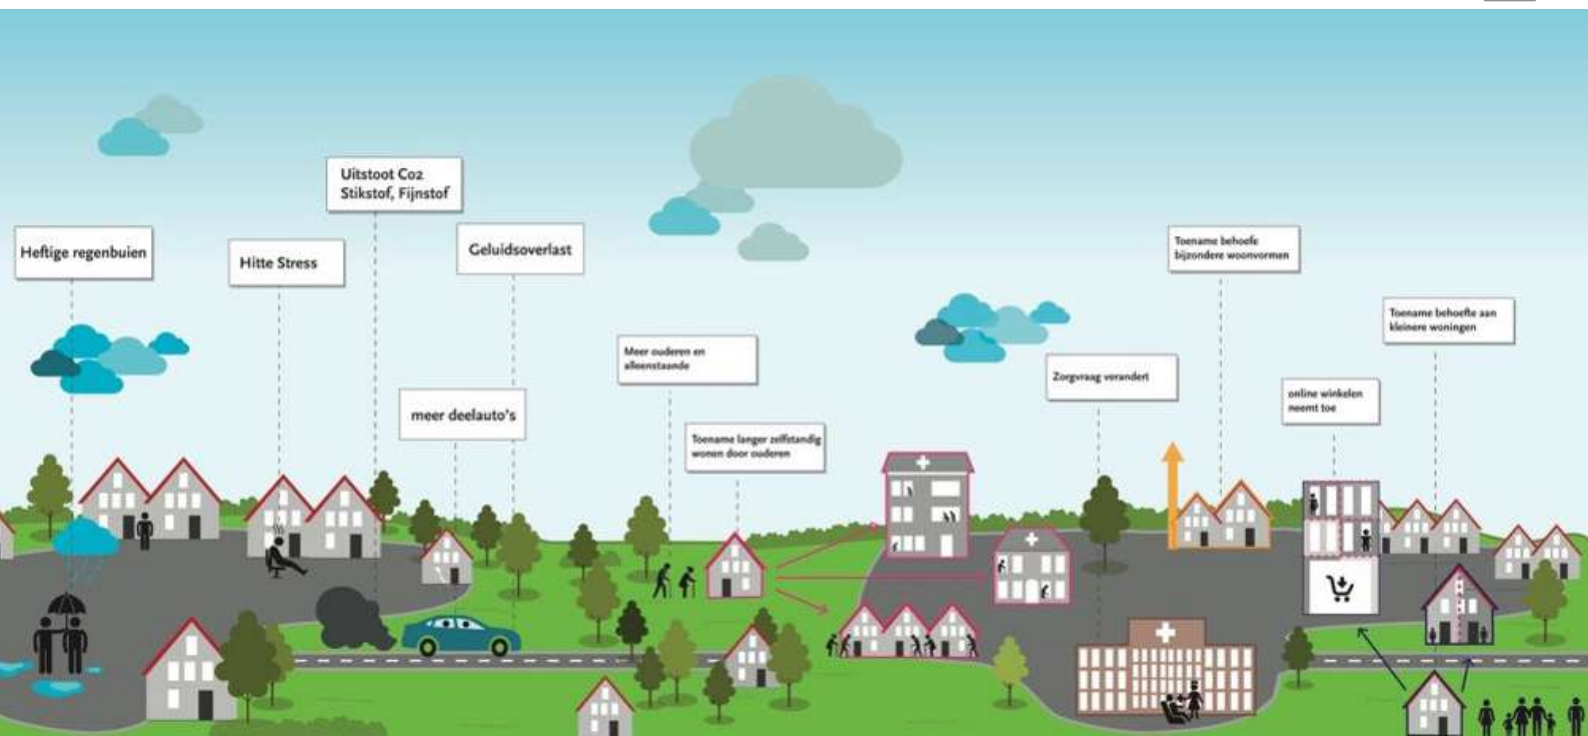 Heftige regenbuien
Hitte Stress
Uitstoot Co2
Stikstof, Fijnstof
meer deelauto's
Geluidsoverlast
Meer ouderen en
alleenstaande
Toename langer zelfstandig
wonen door ouderen
Zorgvraag verandert
Toename behoefe
bijzondere woonvormen
online winkelen
neemt toe
Toename behoefte aan
kleinere woningen